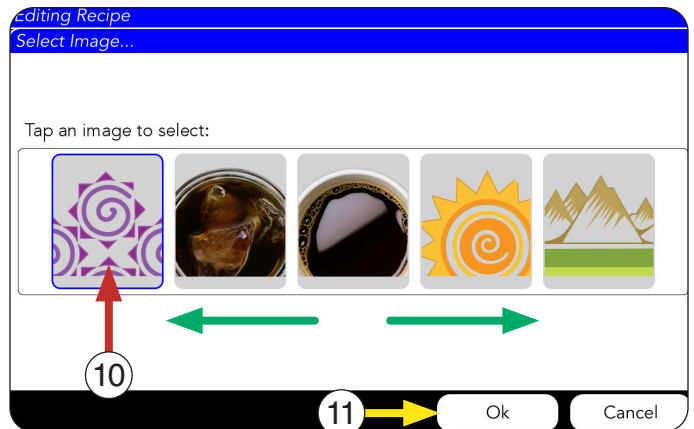 Editing Recipe
Select Image...
Tap an image to select:
10
11
Ok
Cancel